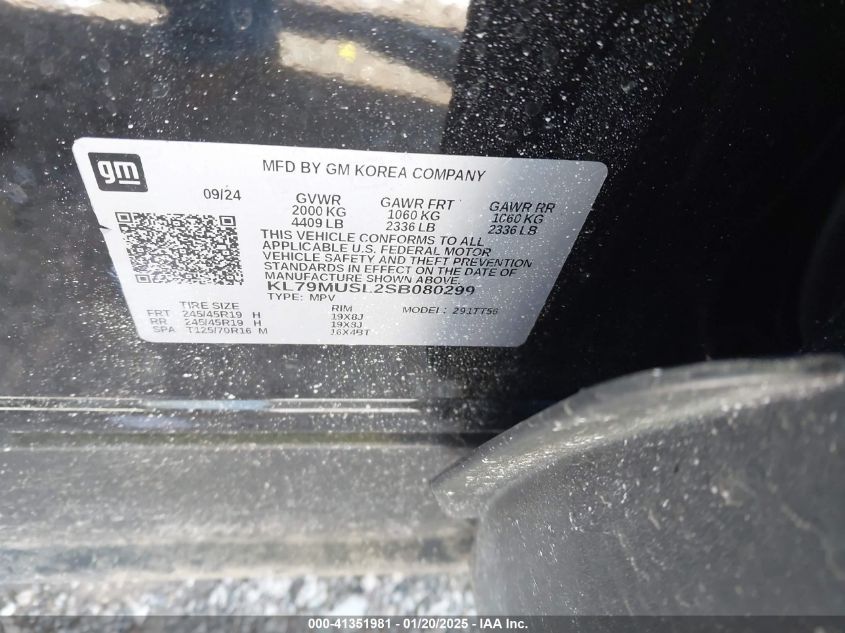 gm
MFD BY GM KOREA COMPANY
09/24
GVWR GAWR FRT GAWR RR
2000 KG 1060 KG 1060 KG
4409 LB 2336 LB 2336 LB
THIS VEHICLE CONFORMS TO ALL
APPLICABLE U.S. FEDERAL MOTOR
VEHICLE SAFETY AND THEFT PREVENTION
STANDARDS IN EFFECT ON THE DATE OF
MANUFACTURE SHOWN ABOVE.
KL79MUSL2SB080299
TYPE: MPV MODEL: 291TT56
TIRE SIZE RIM
FRT 245/45R19 H 19X8J
RR 245/45R19 H 19X8J
SPA T125/70R16 M 16X4BT
000-41351981 - 01/20/2025 - IAA Inc.